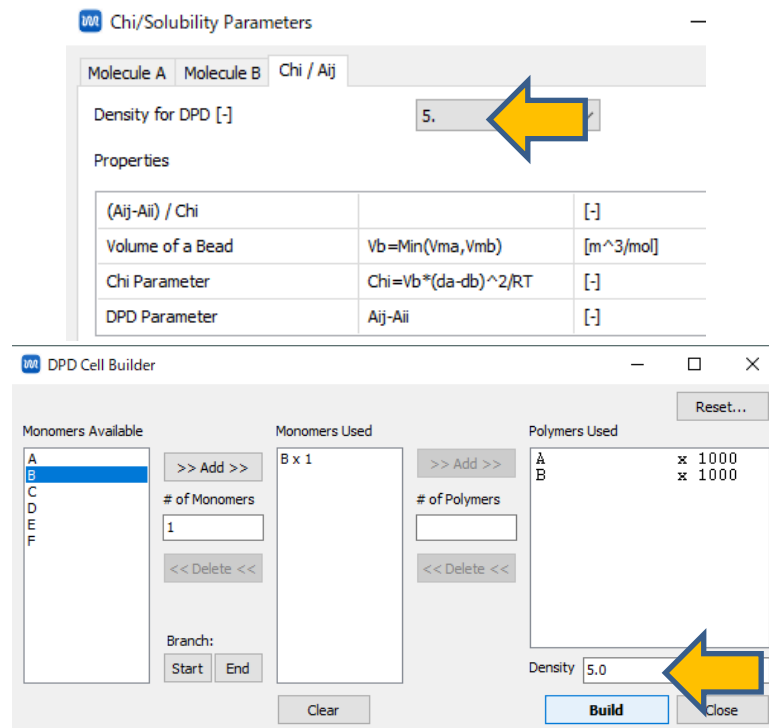 Chi/Solubility Parameters
Molecule A Molecule B Chi / Aij
Density for DPD [-] 5.
Properties
(Aij-Aii) / Chi [-]
Volume of a Bead Vb=Min(Vma,Vmb) [m^3/mol]
Chi Parameter Chi=Vb*(da-db)^2/RT [-]
DPD Parameter Aij-Aii [-]
DPD Cell Builder
Reset...
Monomers Available Monomers Used Polymers Used
A
B
C
D
E
F
>> Add >>
# of Monomers
1
<< Delete <<
Branch:
Start End
B x 1
>> Add >>
# of Polymers
<< Delete <<
A x 1000
B x 1000
Density 5.0
Clear Build Close